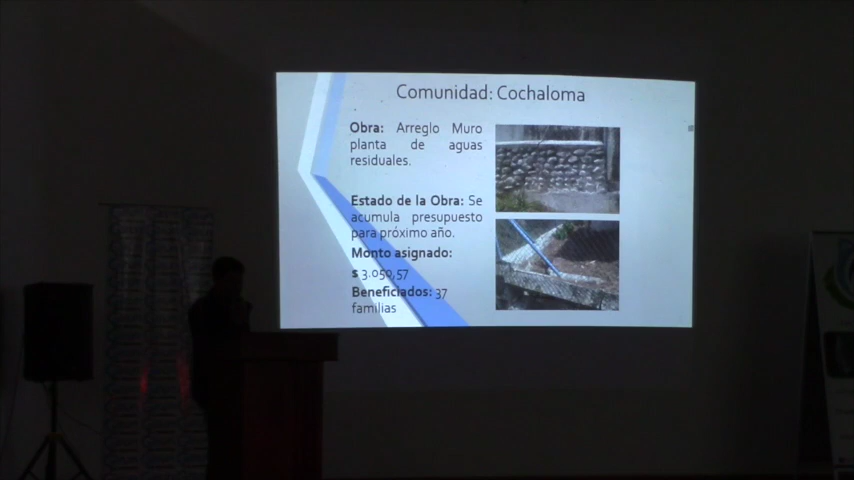 Comunidad: Cochaloma
Obra: Arreglo Muro
planta de aguas
residuales.
Estado de la Obra: Se
acumula presupuesto
para próximo año.
Monto asignado:
$ 3.050,57
Beneficiados: 37
familias